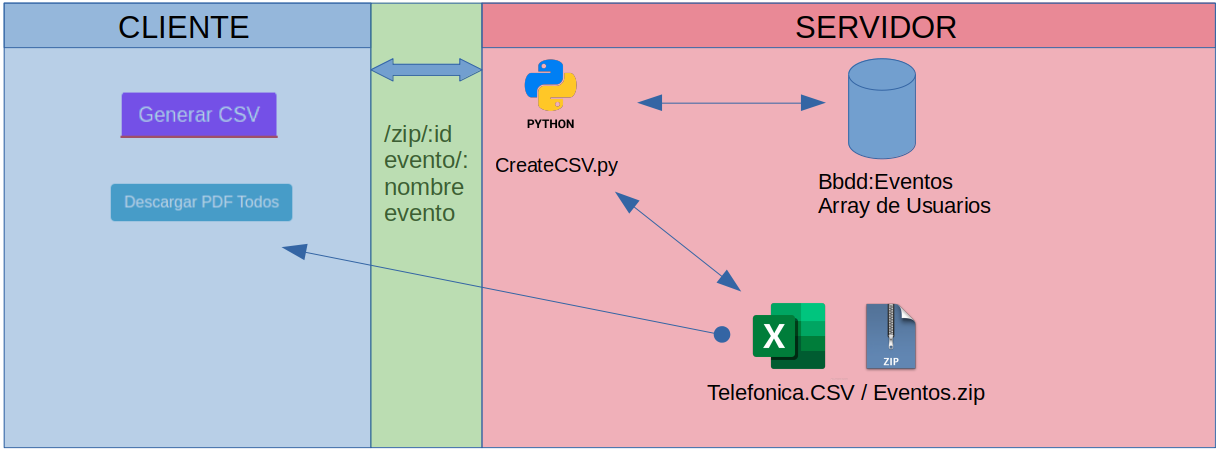 CLIENTE
SERVIDOR
Generar CSV
Descargar PDF Todos
/zip/:id
evento/:
nombre
evento
PYTHON
CreateCSV.py
Bbdd:Eventos
Array de Usuarios
X
ZIP
Telefonica.CSV / Eventos.zip